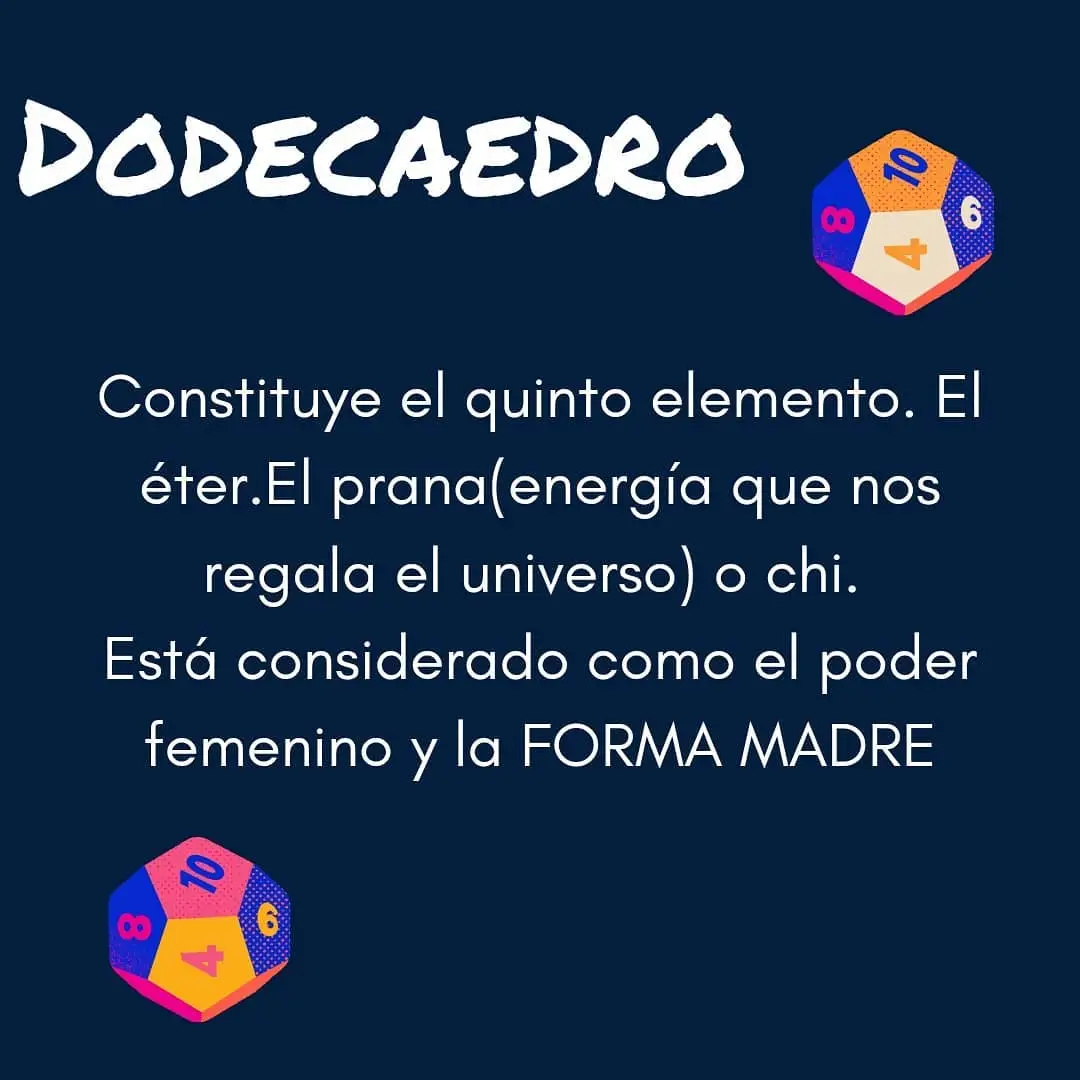 DODECAEDRO
10
8
6
4
Constituye el quinto elemento. El
éter.El prana(energía que nos
regala el universo) o chi.
Está considerado como el poder
femenino y la FORMA MADRE
10
8
6
4